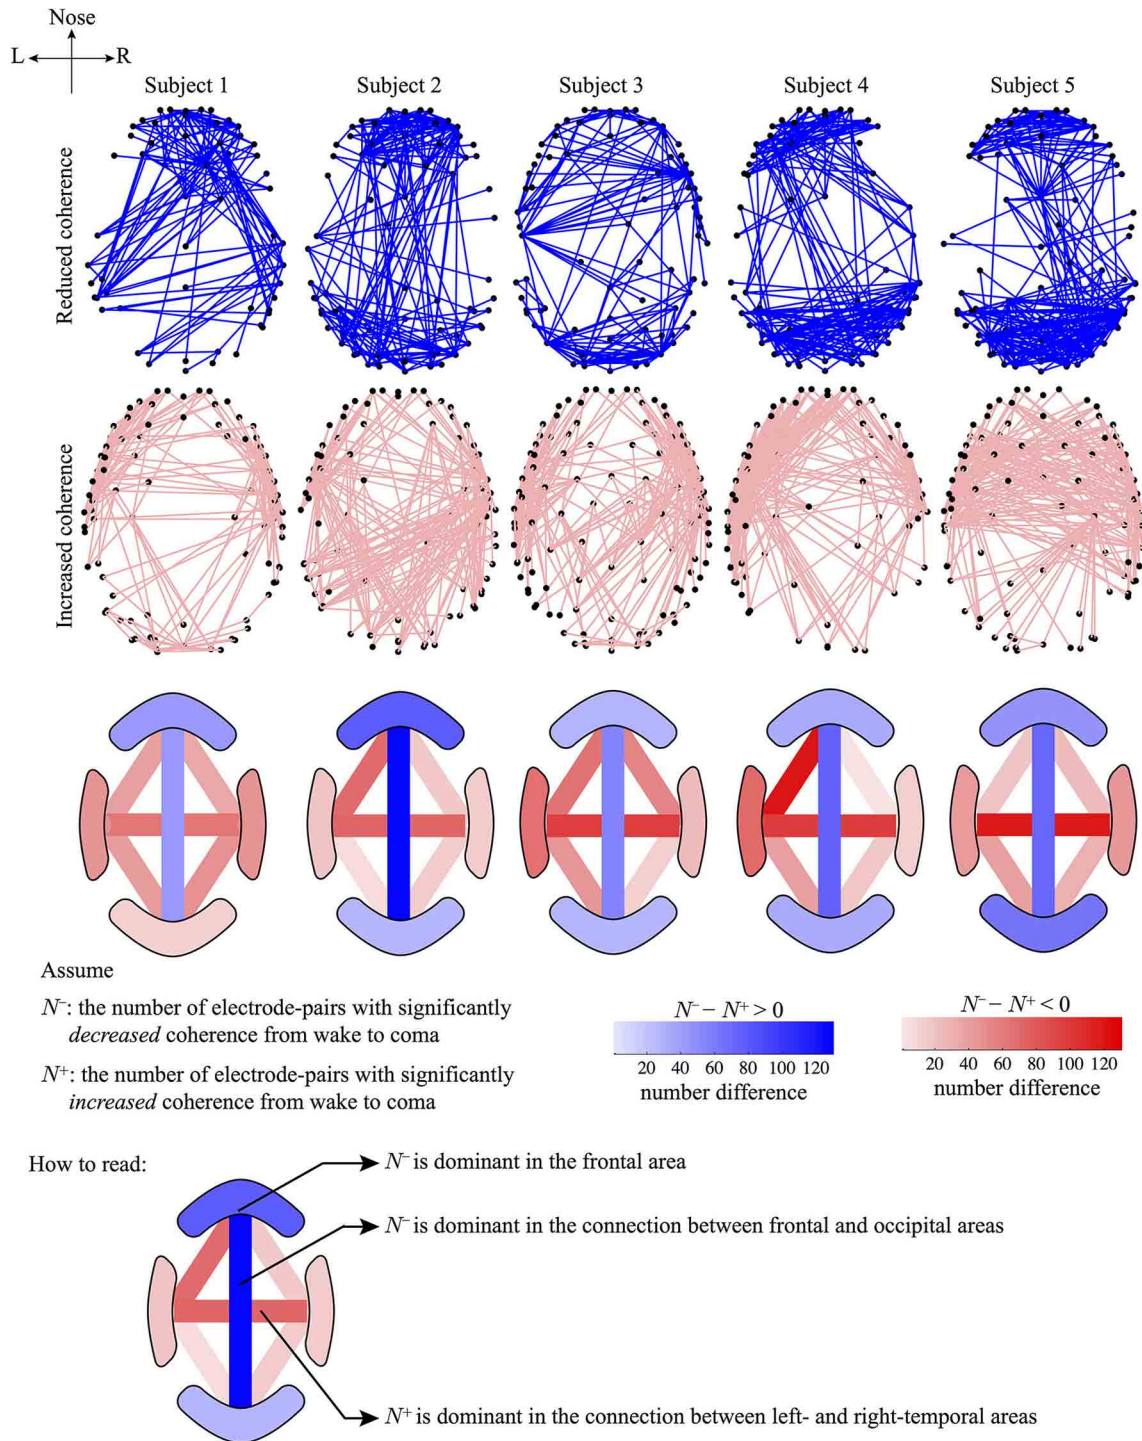 Nose
L R
Subject 1 Subject 2 Subject 3 Subject 4 Subject 5
Reduced coherence
Increased coherence
Assume
N⁻: the number of electrode-pairs with significantly
decreased coherence from wake to coma
N⁺: the number of electrode-pairs with significantly
increased coherence from wake to coma
N⁻ − N⁺ > 0
20 40 60 80 100 120
number difference
N⁻ − N⁺ < 0
20 40 60 80 100 120
number difference
How to read:
N⁻ is dominant in the frontal area
N⁻ is dominant in the connection between frontal and occipital areas
N⁺ is dominant in the connection between left- and right-temporal areas